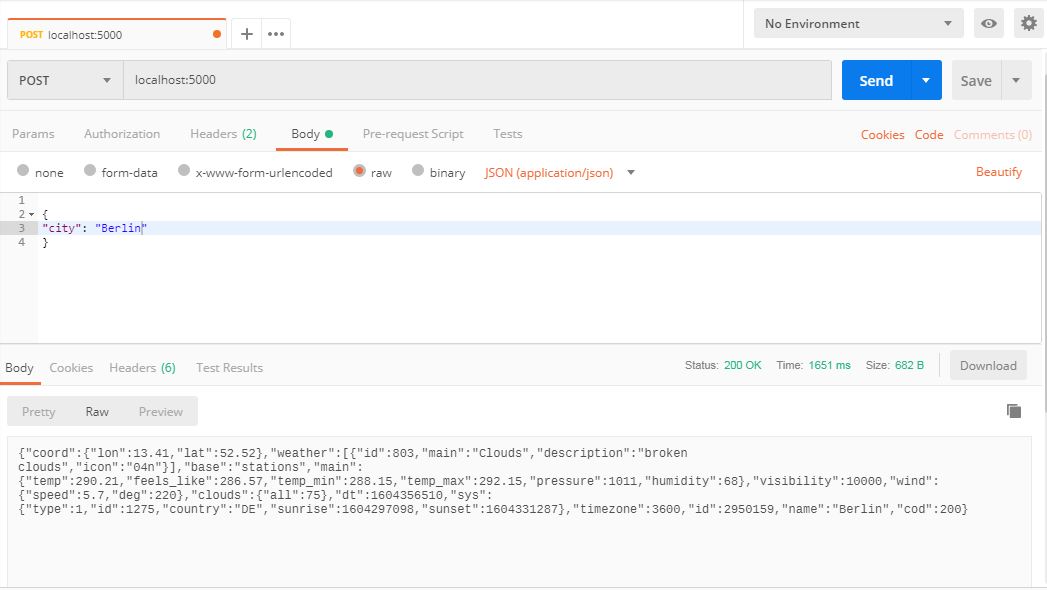 POST localhost:5000
No Environment
POST localhost:5000 Send Save
Params Authorization Headers (2) Body Pre-request Script Tests Cookies Code Comments (0)
none form-data x-www-form-urlencoded raw binary JSON (application/json) Beautify
1
2 {
3 "city": "Berlin"
4 }
Body Cookies Headers (6) Test Results Status: 200 OK Time: 1651 ms Size: 682 B Download
Pretty Raw Preview
{"coord":{"lon":13.41,"lat":52.52},"weather":[{"id":803,"main":"Clouds","description":"broken
clouds","icon":"04n"}],"base":"stations","main":
{"temp":290.21,"feels_like":286.57,"temp_min":288.15,"temp_max":292.15,"pressure":1011,"humidity":68},"visibility":10000,"wind":
{"speed":5.7,"deg":220},"clouds":{"all":75},"dt":1604356510,"sys":
{"type":1,"id":1275,"country":"DE","sunrise":1604297098,"sunset":1604331287},"timezone":3600,"id":2950159,"name":"Berlin","cod":200}